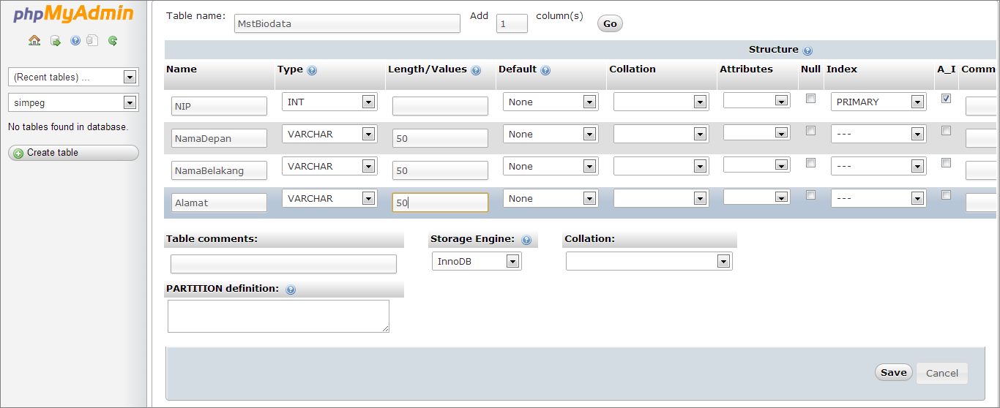 phpMyAdmin
(Recent tables) ...
simpeg
No tables found in database.
Create table
Table name: MstBiodata Add 1 column(s) Go
Structure
Name Type Length/Values Default Collation Attributes Null Index A_I Comm
NIP INT None PRIMARY
NamaDepan VARCHAR 50 None ---
NamaBelakang VARCHAR 50 None ---
Alamat VARCHAR 50 None ---
Table comments: Storage Engine: Collation:
InnoDB
PARTITION definition:
Save Cancel